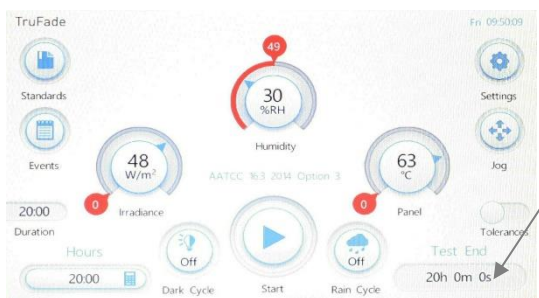 TruFade
Fri 09:50:09
49
Standards
30
%RH
Settings
Humidity
Events
48
W/m²
63
°C
Jog
AATCC 16.3 2014 Option 3
0
Irradiance
0
Panel
20:00
Duration
Tolerances
Hours
Off
Off
Test End
20:00
20h 0m 0s
Dark Cycle
Start
Rain Cycle